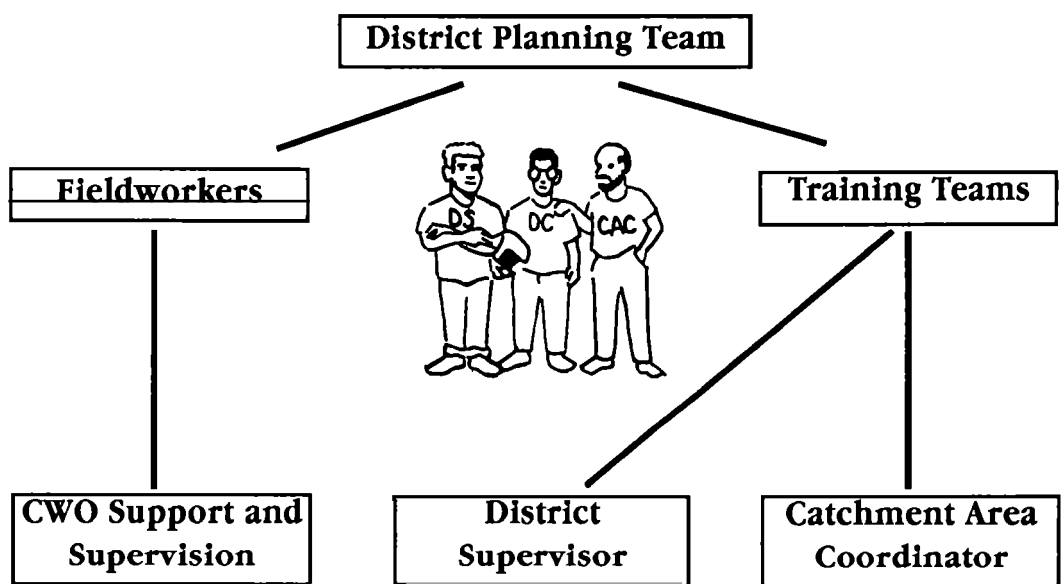 District Planning Team
Fieldworkers
Training Teams
DS
DC
CAC
CWO Support and
Supervision
District
Supervisor
Catchment Area
Coordinator